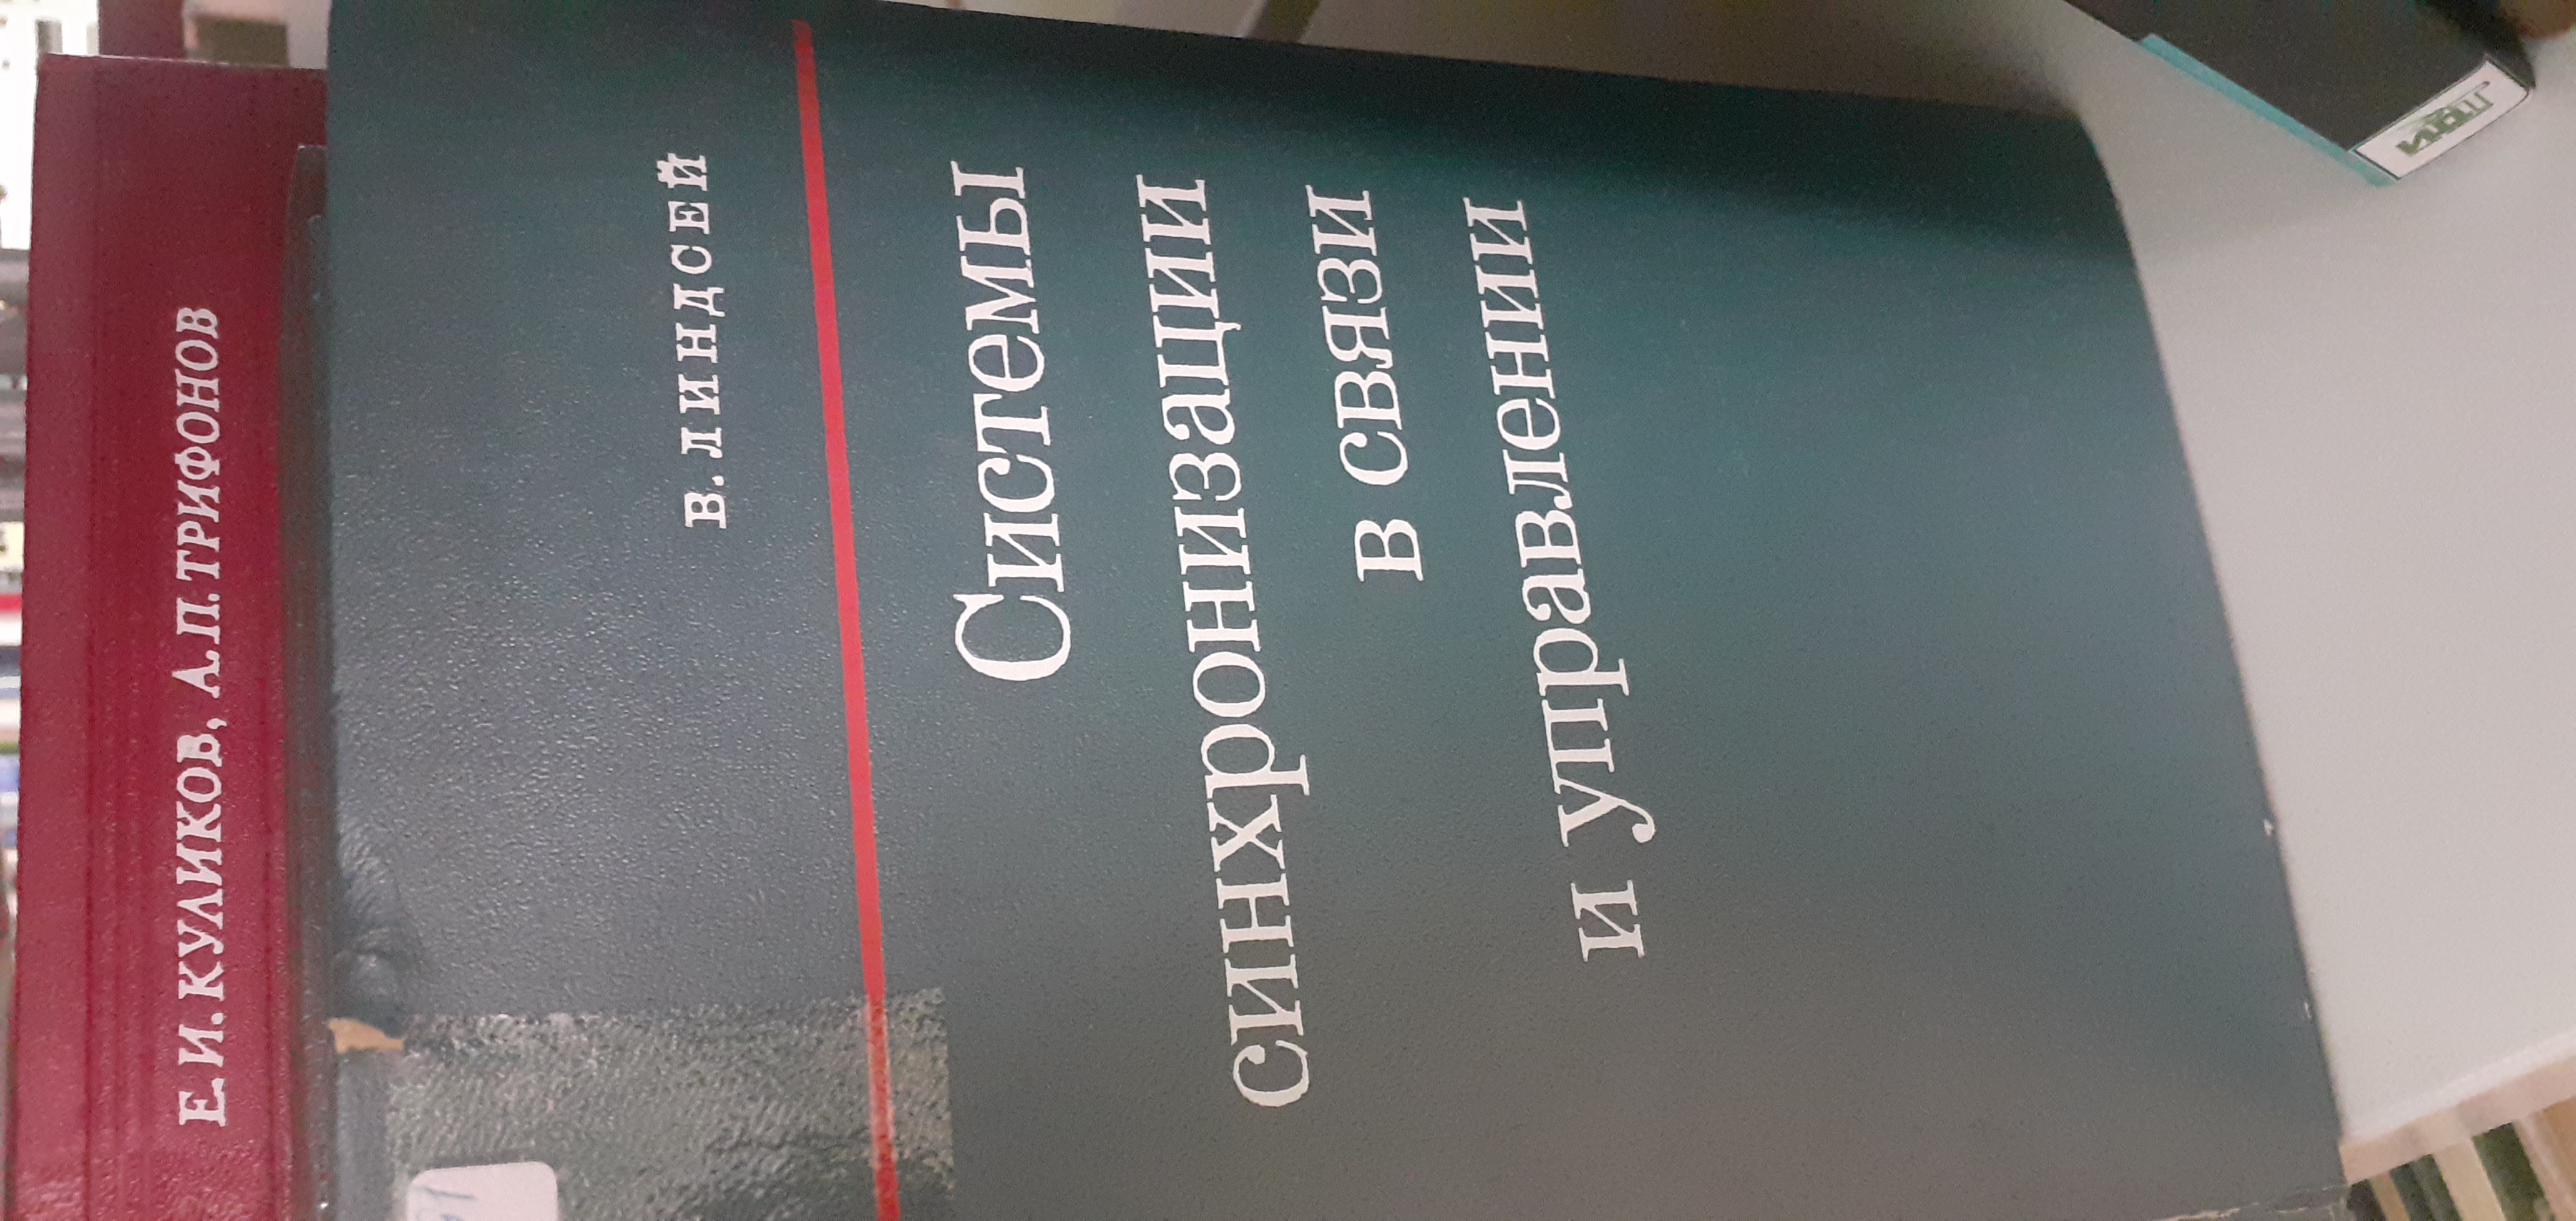 Е. И. КУЛИКОВ, А. П. ТРИФОНОВ
В. ЛИНДСЕЙ
Системы
синхронизации
в связи
и управлении